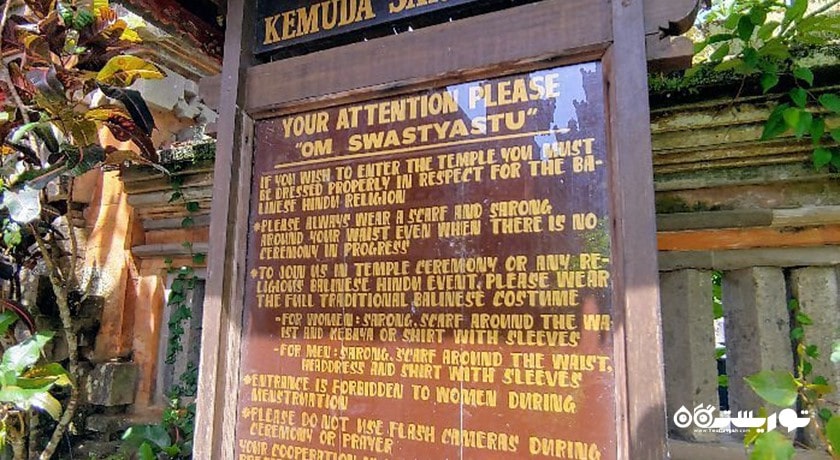 KEMUDA
YOUR ATTENTION PLEASE
"OM SWASTYASTU"
IF YOU WISH TO ENTER THE TEMPLE YOU MUST
BE DRESSED PROPERLY IN RESPECT FOR THE BA-
LINESE HINDU RELIGION
*PLEASE ALWAYS WEAR A SCARF AND SARONG
AROUND YOUR WAIST EVEN WHEN THERE IS NO
CEREMONY IN PROGRESS
*TO JOIN US IN TEMPLE CEREMONY OR ANY RE-
LIGIOUS BALINESE HINDU EVENT, PLEASE WEAR
THE FULL TRADITIONAL BALINESE COSTUME
-FOR WOMEN: SARONG, SCARF AROUND THE WA-
IST AND KEBAYA OR SHIRT WITH SLEEVES
-FOR MEN: SARONG, SCARF AROUND THE WAIST,
HEADDRESS AND SHIRT WITH SLEEVES
*ENTRANCE IS FORBIDDEN TO WOMEN DURING
MENSTRUATION
*PLEASE DO NOT USE FLASH CAMERAS DURING
CEREMONY OR PRAYER
YOUR COOPERATION
توریستگاه